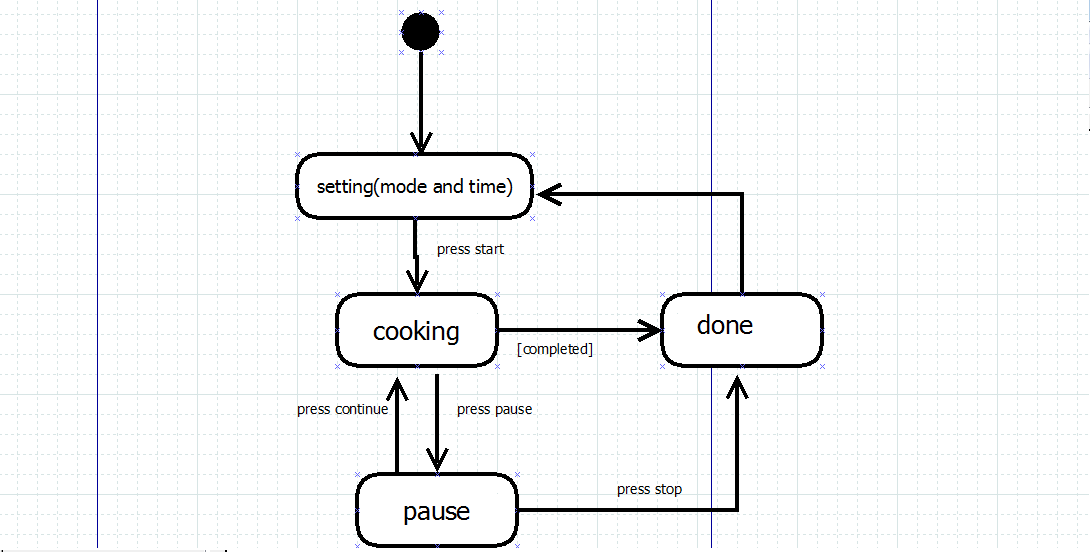 setting(mode and time)
press start
cooking
done
[completed]
press continue
press pause
press stop
pause